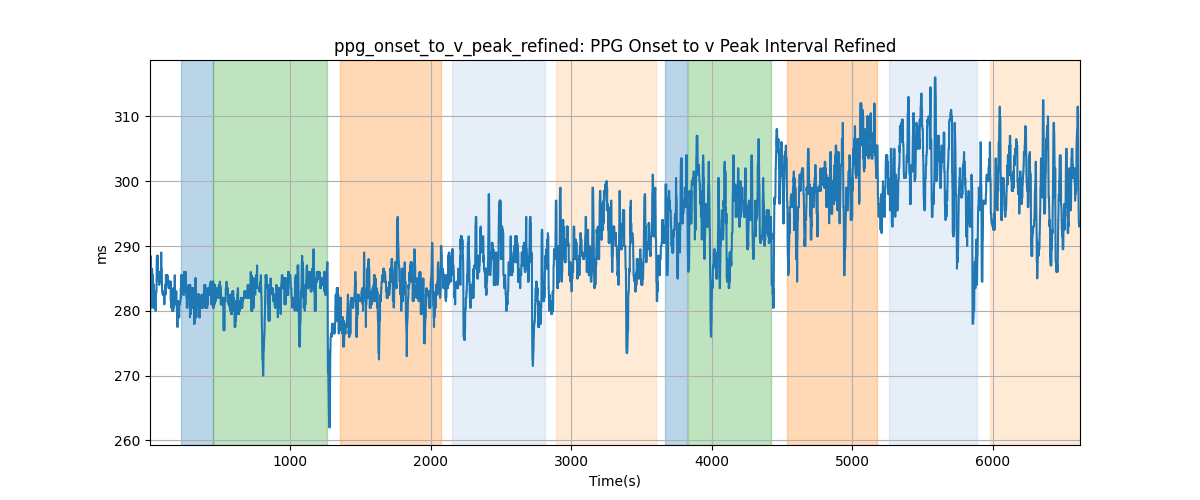 ppg_onset_to_v_peak_refined: PPG Onset to v Peak Interval Refined
310
300
290
280
270
260
ms
1000 2000 3000 4000 5000 6000
Time(s)